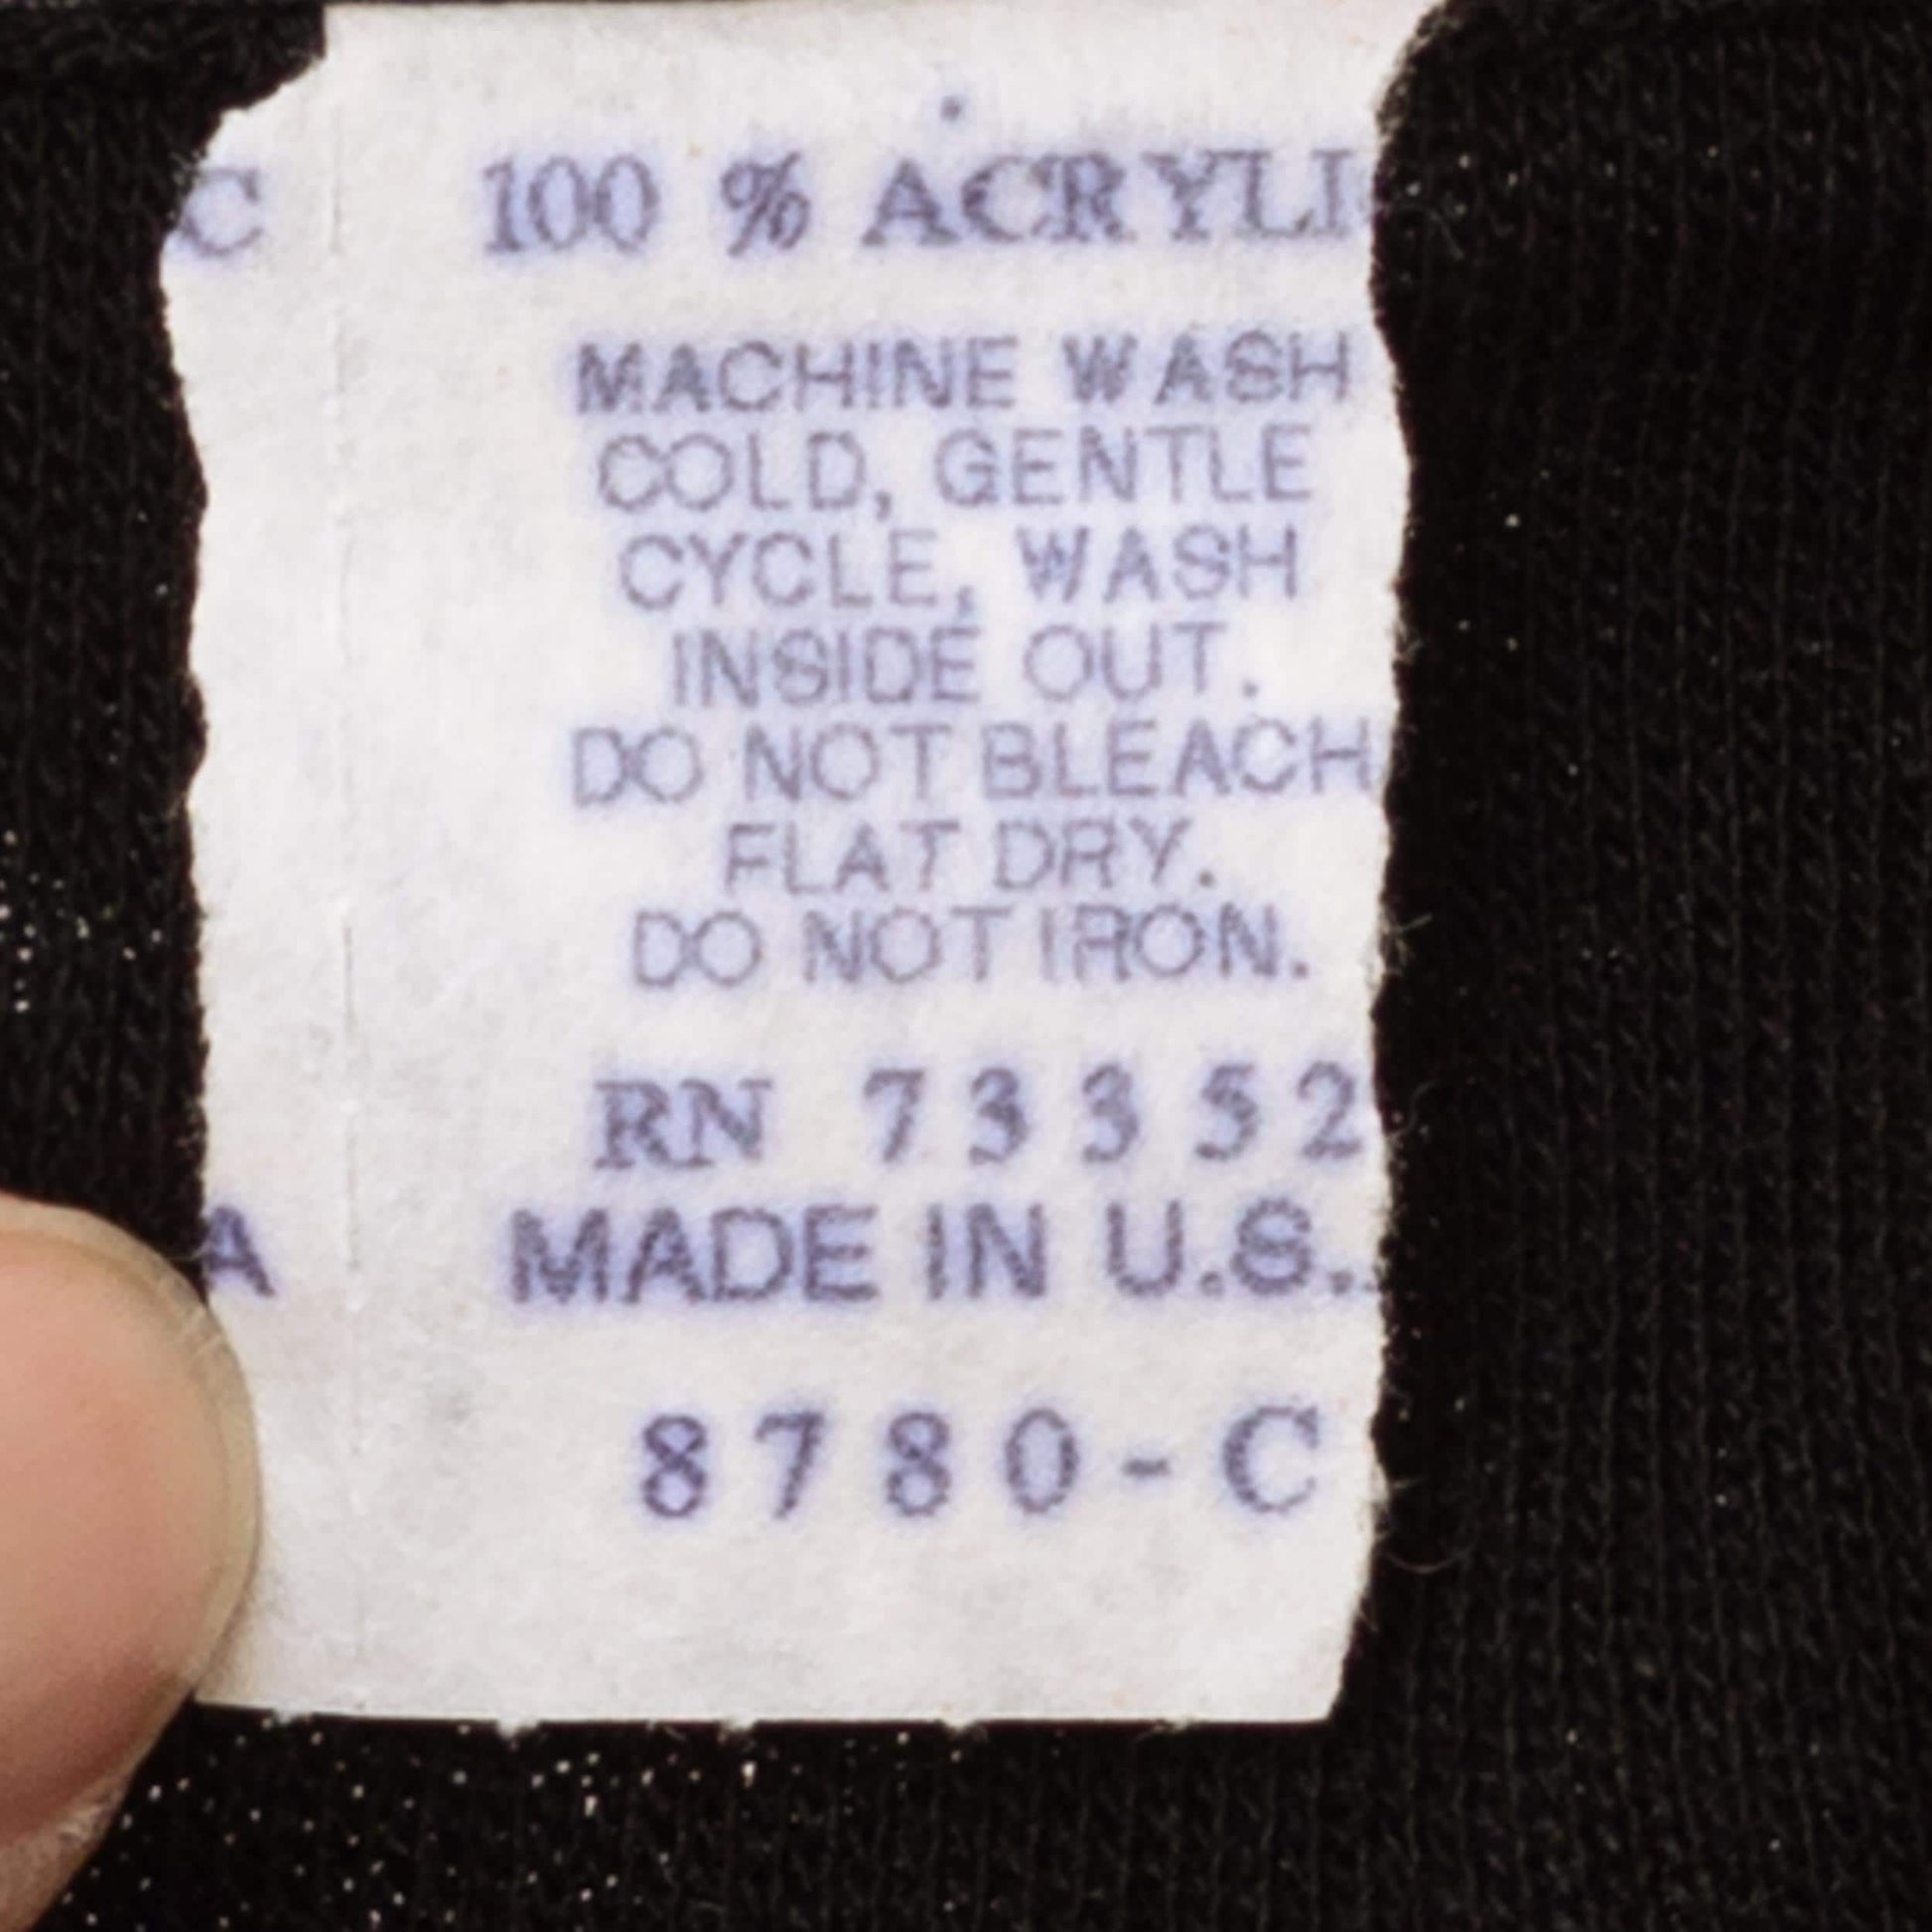 C 100 % ACRYLI
MACHINE WASH
COLD, GENTLE
CYCLE, WASH
INSIDE OUT.
DO NOT BLEACH
FLAT DRY.
DO NOT IRON.
RN 73352
A MADE IN U.S.
8780-C